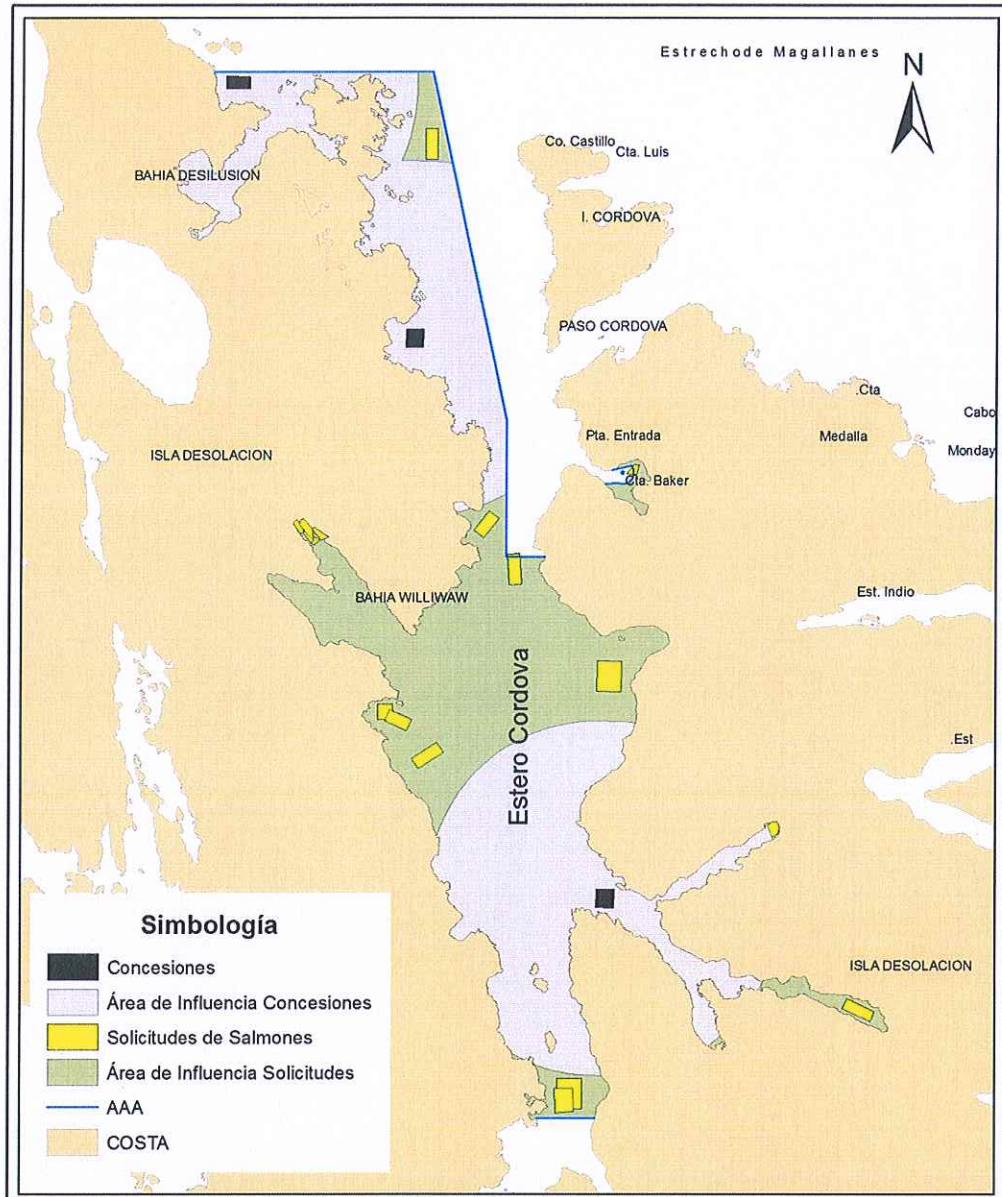 Estrechode Magallanes
N
Co. Castillo
Cta. Luis
BAHIA DESILUSION
I. CORDOVA
PASO CORDOVA
.Cta
Cabo
Pta. Entrada
Medalla
Monday
ISLA DESOLACION
Cta. Baker
BAHIA WILLIWAW
Est. Indio
Estero Cordova
.Est
ISLA DESOLACION
Simbología
Concesiones
Área de Influencia Concesiones
Solicitudes de Salmones
Área de Influencia Solicitudes
AAA
COSTA